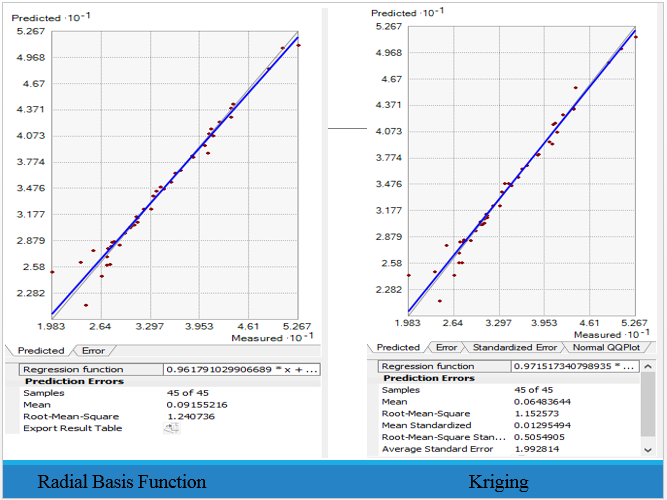 Predicted ·10⁻¹
5.267
4.968
4.67
4.371
4.073
3.774
3.476
3.177
2.879
2.58
2.282
1.983 2.64 3.297 3.953 4.61 5.267
Measured ·10⁻¹
Predicted Error
Regression function 0.961791029906689 * x + ...
Prediction Errors
Samples 45 of 45
Mean 0.09155216
Root-Mean-Square 1.240736
Export Result Table
Radial Basis Function
Predicted ·10⁻¹
5.267
4.968
4.67
4.371
4.073
3.774
3.476
3.177
2.879
2.58
2.282
1.983 2.64 3.297 3.953 4.61 5.267
Measured ·10⁻¹
Predicted Error Standardized Error Normal QQPlot
Regression function 0.971517340798935 * ...
Prediction Errors
Samples 45 of 45
Mean 0.06483644
Root-Mean-Square 1.152573
Mean Standardized 0.01295494
Root-Mean-Square Stan... 0.5054905
Average Standard Error 1.992814
Kriging